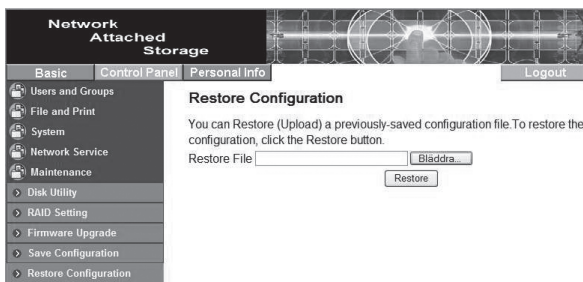 Network
Attached
Storage
Basic
Control Panel
Personal Info
Logout
Users and Groups
File and Print
System
Network Service
Maintenance
Disk Utility
RAID Setting
Firmware Upgrade
Save Configuration
Restore Configuration
Restore Configuration
You can Restore (Upload) a previously-saved configuration file.To restore the
configuration, click the Restore button.
Restore File
Bläddra...
Restore